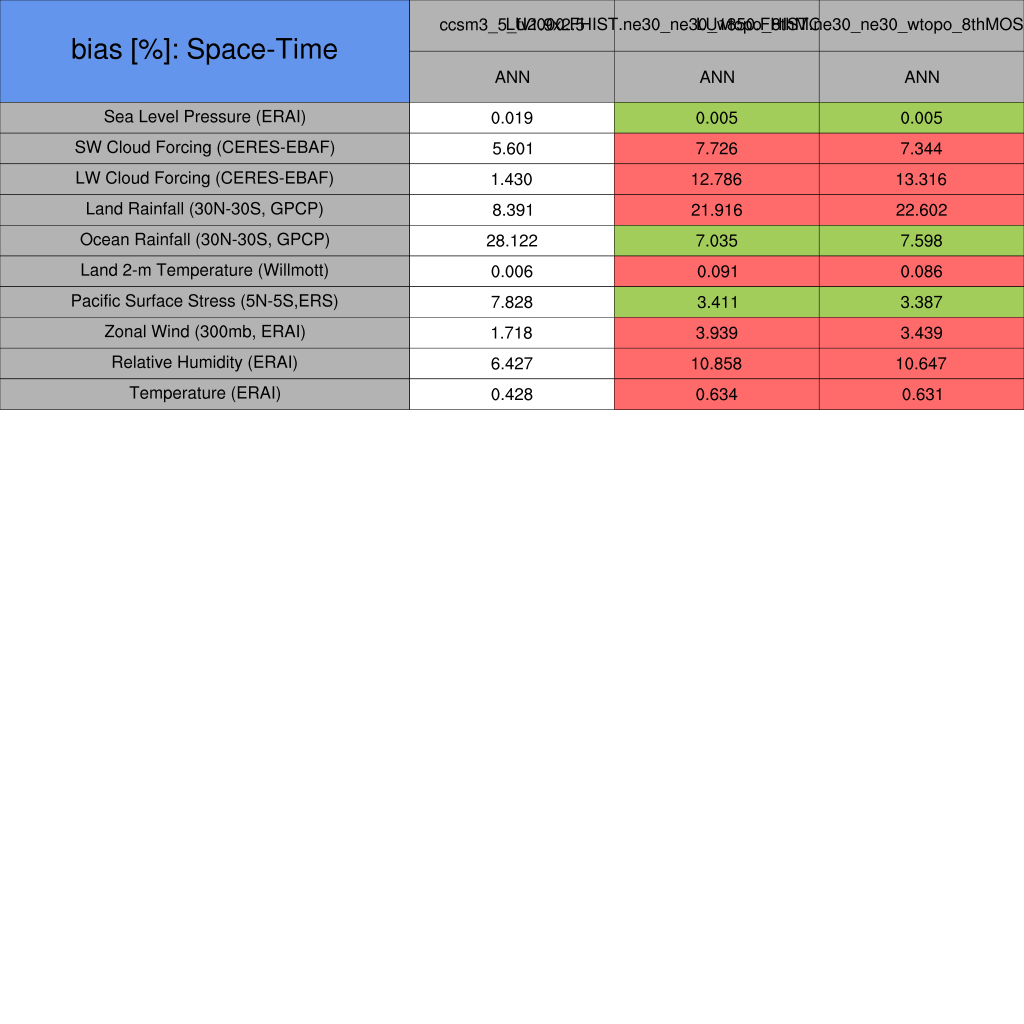 bias [%]: Space-Time
ANN ANN ANN
Sea Level Pressure (ERAI) 0.019 0.005 0.005
SW Cloud Forcing (CERES-EBAF) 5.601 7.726 7.344
LW Cloud Forcing (CERES-EBAF) 1.430 12.786 13.316
Land Rainfall (30N-30S, GPCP) 8.391 21.916 22.602
Ocean Rainfall (30N-30S, GPCP) 28.122 7.035 7.598
Land 2-m Temperature (Willmott) 0.006 0.091 0.086
Pacific Surface Stress (5N-5S,ERS) 7.828 3.411 3.387
Zonal Wind (300mb, ERAI) 1.718 3.939 3.439
Relative Humidity (ERAI) 6.427 10.858 10.647
Temperature (ERAI) 0.428 0.634 0.631